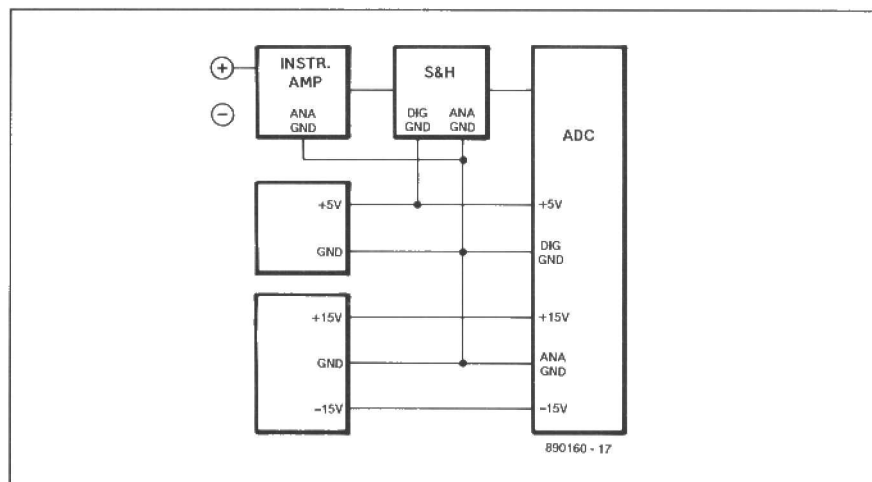 +
INSTR.
AMP
ANA
GND
−
S&H
DIG ANA
GND GND
ADC
+5V
GND
+5V
DIG
GND
+15V
GND
−15V
+15V
ANA
GND
−15V
890160 - 17